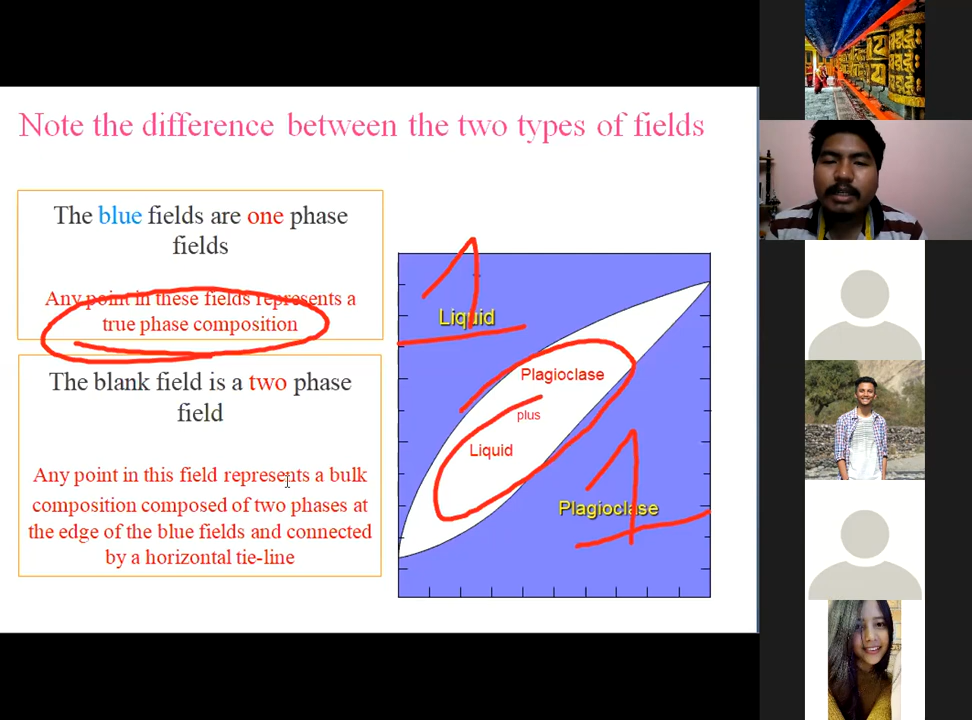 Note the difference between the two types of fields
The blue fields are one phase
fields
Any point in these fields represents a
true phase composition
The blank field is a two phase
field
Any point in this field represents a bulk
composition composed of two phases at
the edge of the blue fields and connected
by a horizontal tie-line
1
Liquid
Plagioclase
plus
Liquid
1
Plagioclase